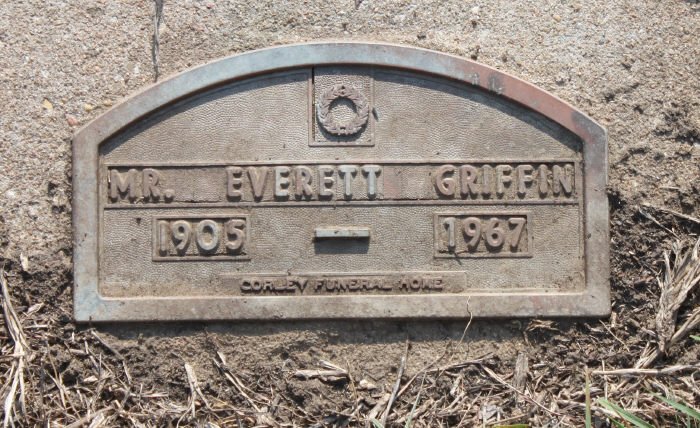 MR. EVERETT GRIFFIN
1905 - 1967
CORLEY FUNERAL HOME